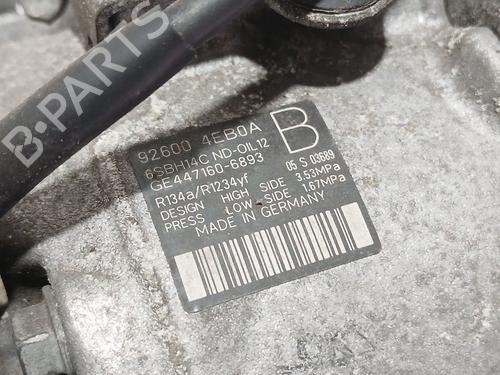 B-PARTS
92600 4EB0A B
6SBH14C ND-OIL12
GE447160-6893 05 S 03689
R134a/R1234yf
DESIGN HIGH SIDE 3.53MPa
PRESS LOW SIDE 1.67MPa
MADE IN GERMANY